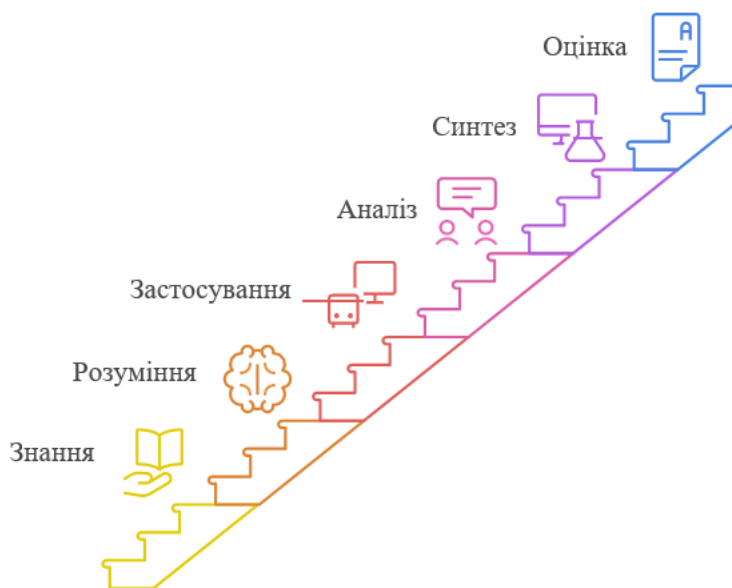 Оцінка
Синтез
Аналіз
Застосування
Розуміння
Знання